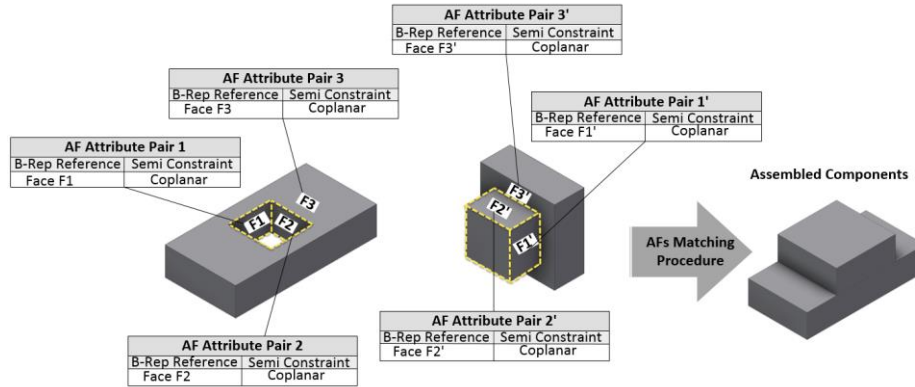 AF Attribute Pair 3'
B-Rep Reference Semi Constraint
Face F3' Coplanar
AF Attribute Pair 3
B-Rep Reference Semi Constraint
Face F3 Coplanar
AF Attribute Pair 1'
B-Rep Reference Semi Constraint
Face F1' Coplanar
AF Attribute Pair 1
B-Rep Reference Semi Constraint
Face F1 Coplanar
Assembled Components
F3
F1
F2
F3'
F2'
F1'
AFs Matching
Procedure
AF Attribute Pair 2'
B-Rep Reference Semi Constraint
Face F2' Coplanar
AF Attribute Pair 2
B-Rep Reference Semi Constraint
Face F2 Coplanar